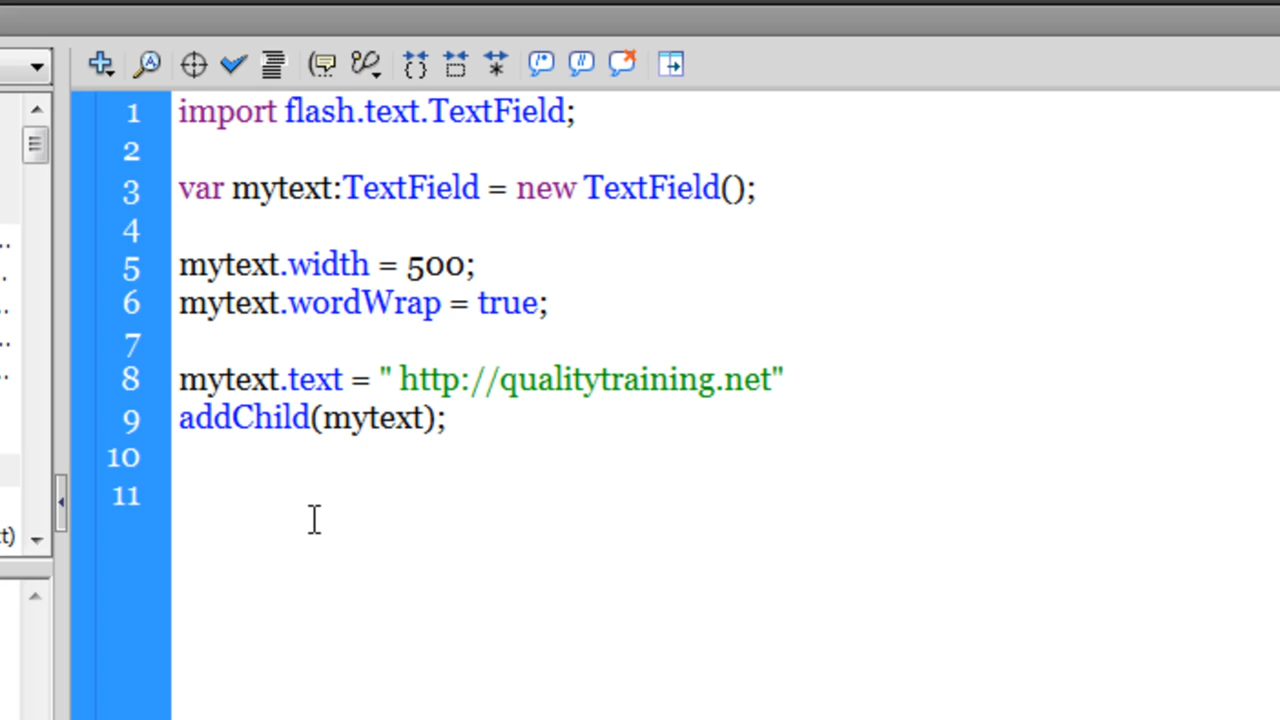 1 import flash.text.TextField;
2
3 var mytext:TextField = new TextField();
4
5 mytext.width = 500;
6 mytext.wordWrap = true;
7
8 mytext.text = " http://qualitytraining.net"
9 addChild(mytext);
10
11
..
.
..
..
..
t)